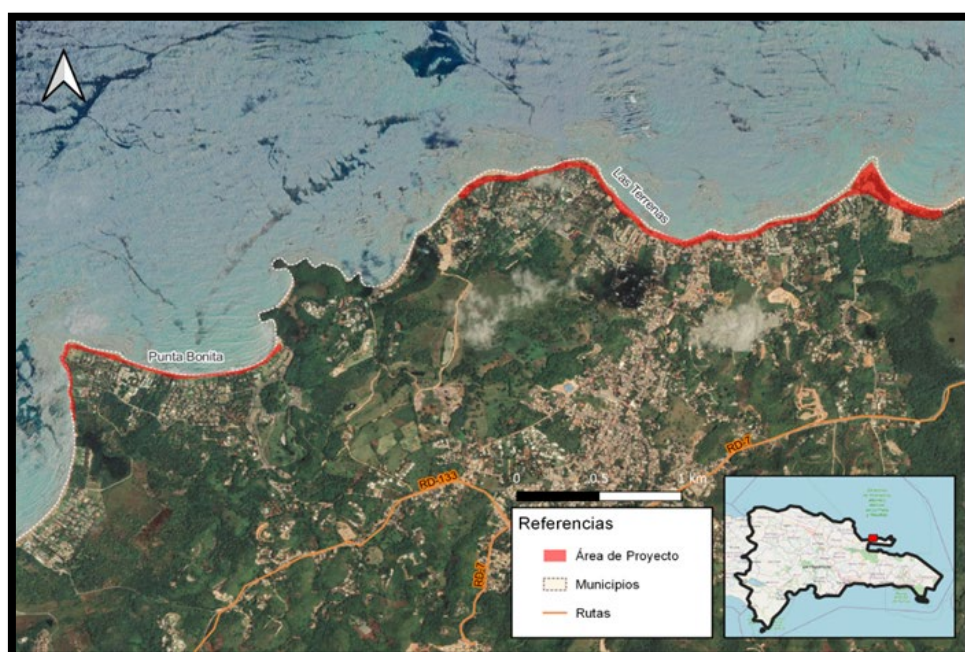 Las Terrenas
Punta Bonita
RD-133
RD-7
RD-7
0 0.5 1 km
Referencias
Área de Proyecto
Municipios
Rutas